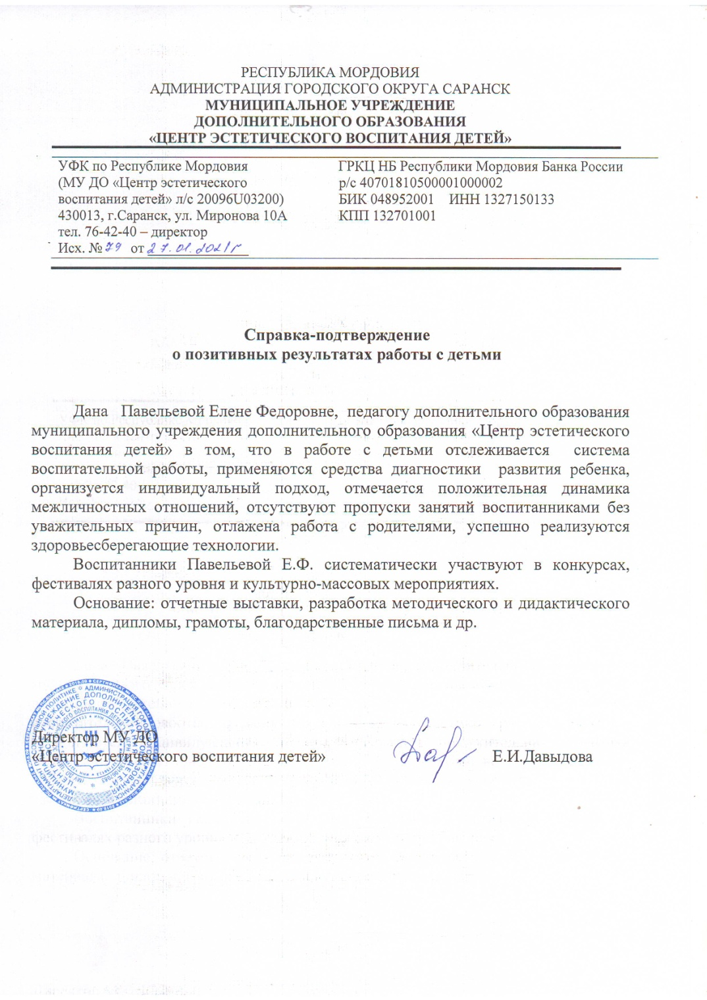 РЕСПУБЛИКА МОРДОВИЯ
АДМИНИСТРАЦИЯ ГОРОДСКОГО ОКРУГА САРАНСК
МУНИЦИПАЛЬНОЕ УЧРЕЖДЕНИЕ
ДОПОЛНИТЕЛЬНОГО ОБРАЗОВАНИЯ
«ЦЕНТР ЭСТЕТИЧЕСКОГО ВОСПИТАНИЯ ДЕТЕЙ»
УФК по Республике Мордовия
(МУ ДО «Центр эстетического
воспитания детей» л/с 20096U03200)
430013, г.Саранск, ул. Миронова 10А
тел. 76-42-40 – директор
Исх. № 79 от 27.01.2021г
ГРКЦ НБ Республики Мордовия Банка России
р/с 40701810500001000002
БИК 048952001 ИНН 1327150133
КПП 132701001
Справка-подтверждение
о позитивных результатах работы с детьми
Дана Павельевой Елене Федоровне, педагогу дополнительного образования
муниципального учреждения дополнительного образования «Центр эстетического
воспитания детей» в том, что в работе с детьми отслеживается система
воспитательной работы, применяются средства диагностики развития ребенка,
организуется индивидуальный подход, отмечается положительная динамика
межличностных отношений, отсутствуют пропуски занятий воспитанниками без
уважительных причин, отлажена работа с родителями, успешно реализуются
здоровьесберегающие технологии.
Воспитанники Павельевой Е.Ф. систематически участвуют в конкурсах,
фестивалях разного уровня и культурно-массовых мероприятиях.
Основание: отчетные выставки, разработка методического и дидактического
материала, дипломы, грамоты, благодарственные письма и др.
Директор МУ ДО
«Центр эстетического воспитания детей» Е.И.Давыдова